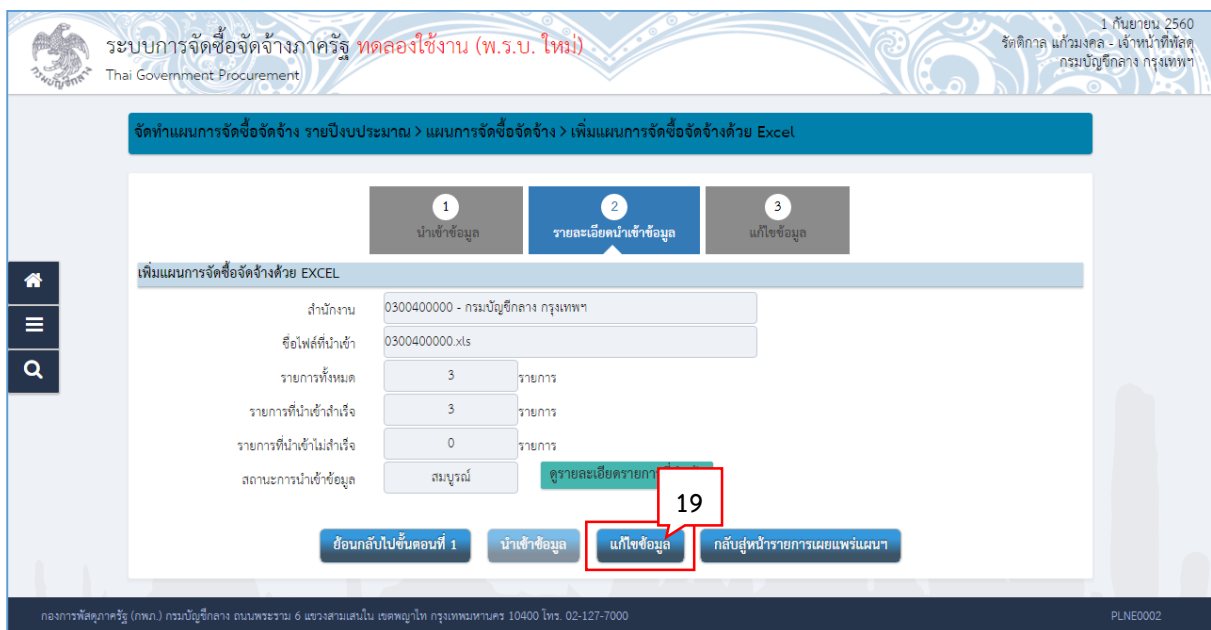 1 กันยายน 2560
ระบบการจัดซื้อจัดจ้างภาครัฐ ทดลองใช้งาน (พ.ร.บ. ใหม่)
รัตติกาล แก้วมงคล - เจ้าหน้าที่พัสดุ
Thai Government Procurement
กรมบัญชีกลาง กรุงเทพฯ
จัดทำแผนการจัดซื้อจัดจ้าง รายปีงบประมาณ > แผนการจัดซื้อจัดจ้าง > เพิ่มแผนการจัดซื้อจัดจ้างด้วย Excel
1 2 3
นำเข้าข้อมูล รายละเอียดนำเข้าข้อมูล แก้ไขข้อมูล
เพิ่มแผนการจัดซื้อจัดจ้างด้วย EXCEL
สำนักงาน 0300400000 - กรมบัญชีกลาง กรุงเทพฯ
ชื่อไฟล์ที่นำเข้า 0300400000.xls
รายการทั้งหมด 3 รายการ
รายการที่นำเข้าสำเร็จ 3 รายการ
รายการที่นำเข้าไม่สำเร็จ 0 รายการ
สถานะการนำเข้าข้อมูล สมบูรณ์ ดูรายละเอียดรายการ
19
ย้อนกลับไปขั้นตอนที่ 1 นำเข้าข้อมูล แก้ไขข้อมูล กลับสู่หน้ารายการเผยแพร่แผนฯ
กองการพัสดุภาครัฐ (กพภ.) กรมบัญชีกลาง ถนนพระราม 6 แขวงสามเสนใน เขตพญาไท กรุงเทพมหานคร 10400 โทร. 02-127-7000 PLNE0002